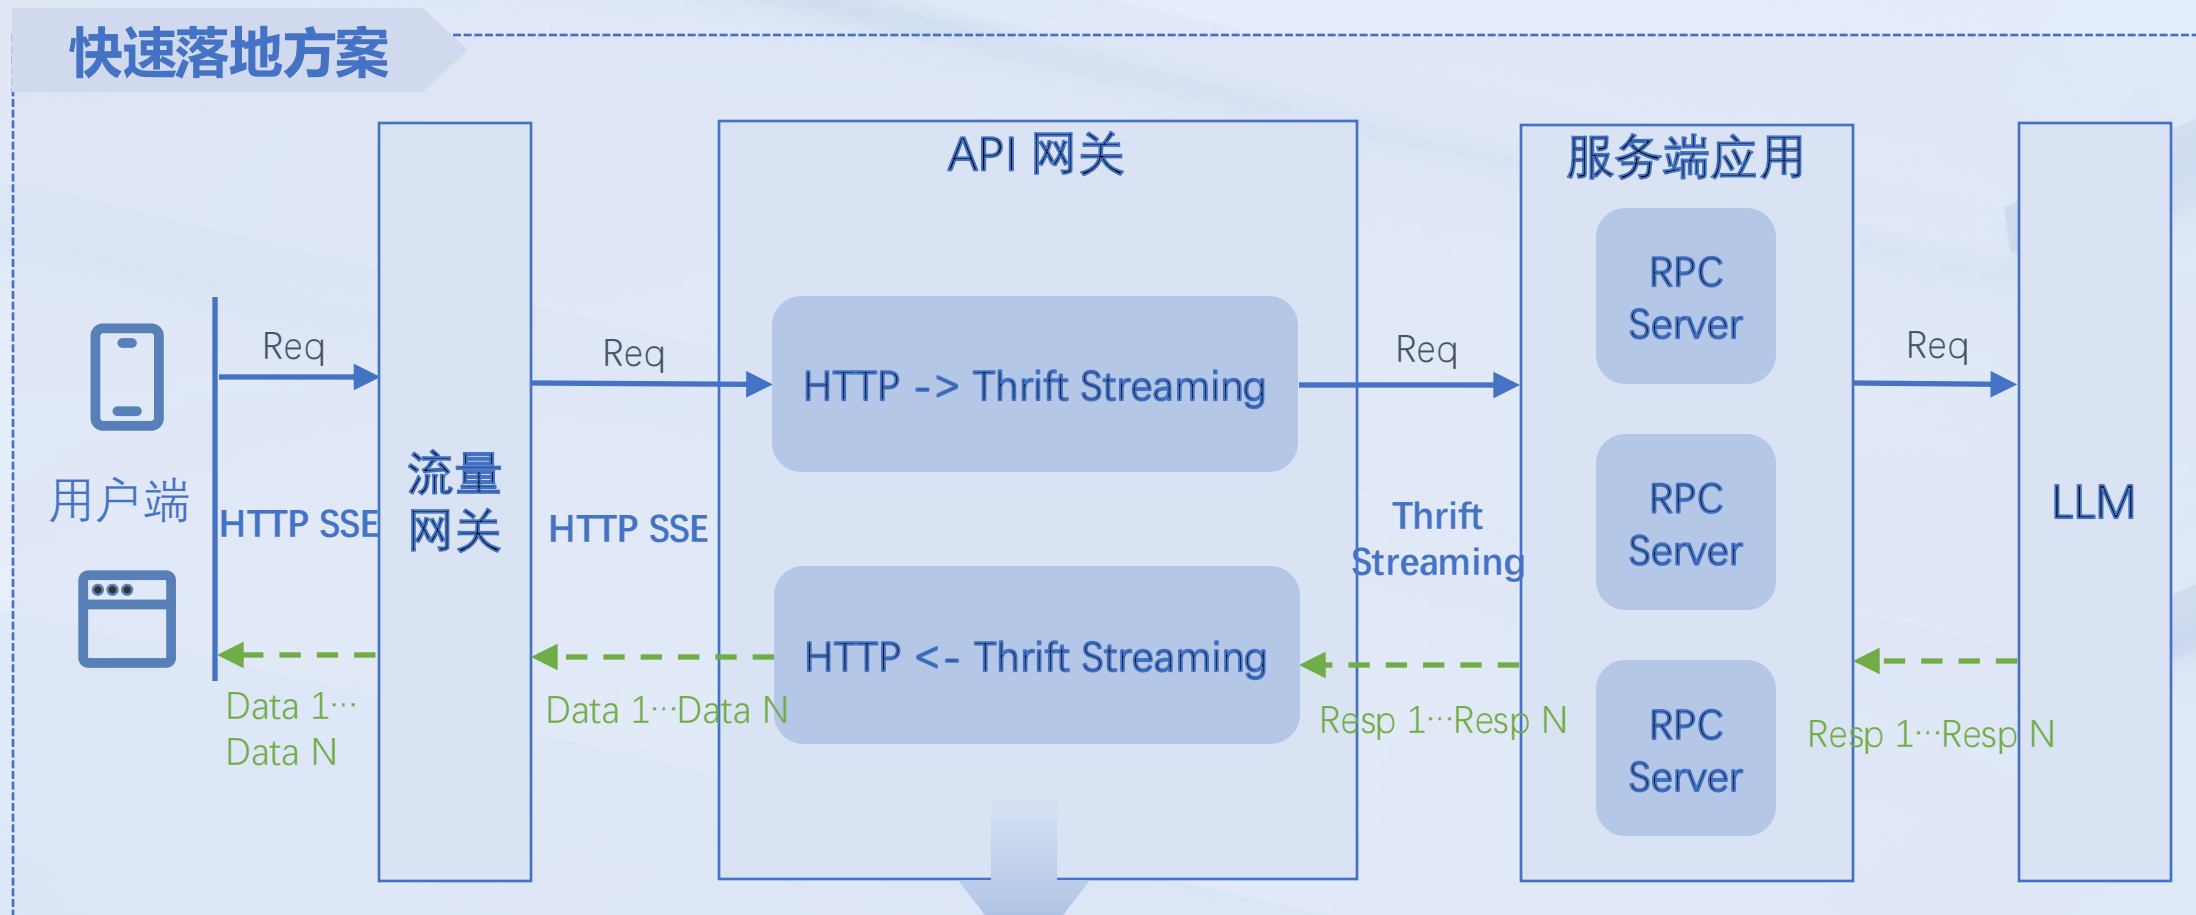 快速落地方案
API 网关
服务端应用
RPC
Server
Req
Req
Req
Req
HTTP -> Thrift Streaming
流量
网关
用户端
HTTP SSE
HTTP SSE
Thrift
Streaming
RPC
Server
LLM
HTTP <- Thrift Streaming
Data 1…
Data N
Data 1…Data N
Resp 1…Resp N
RPC
Server
Resp 1…Resp N